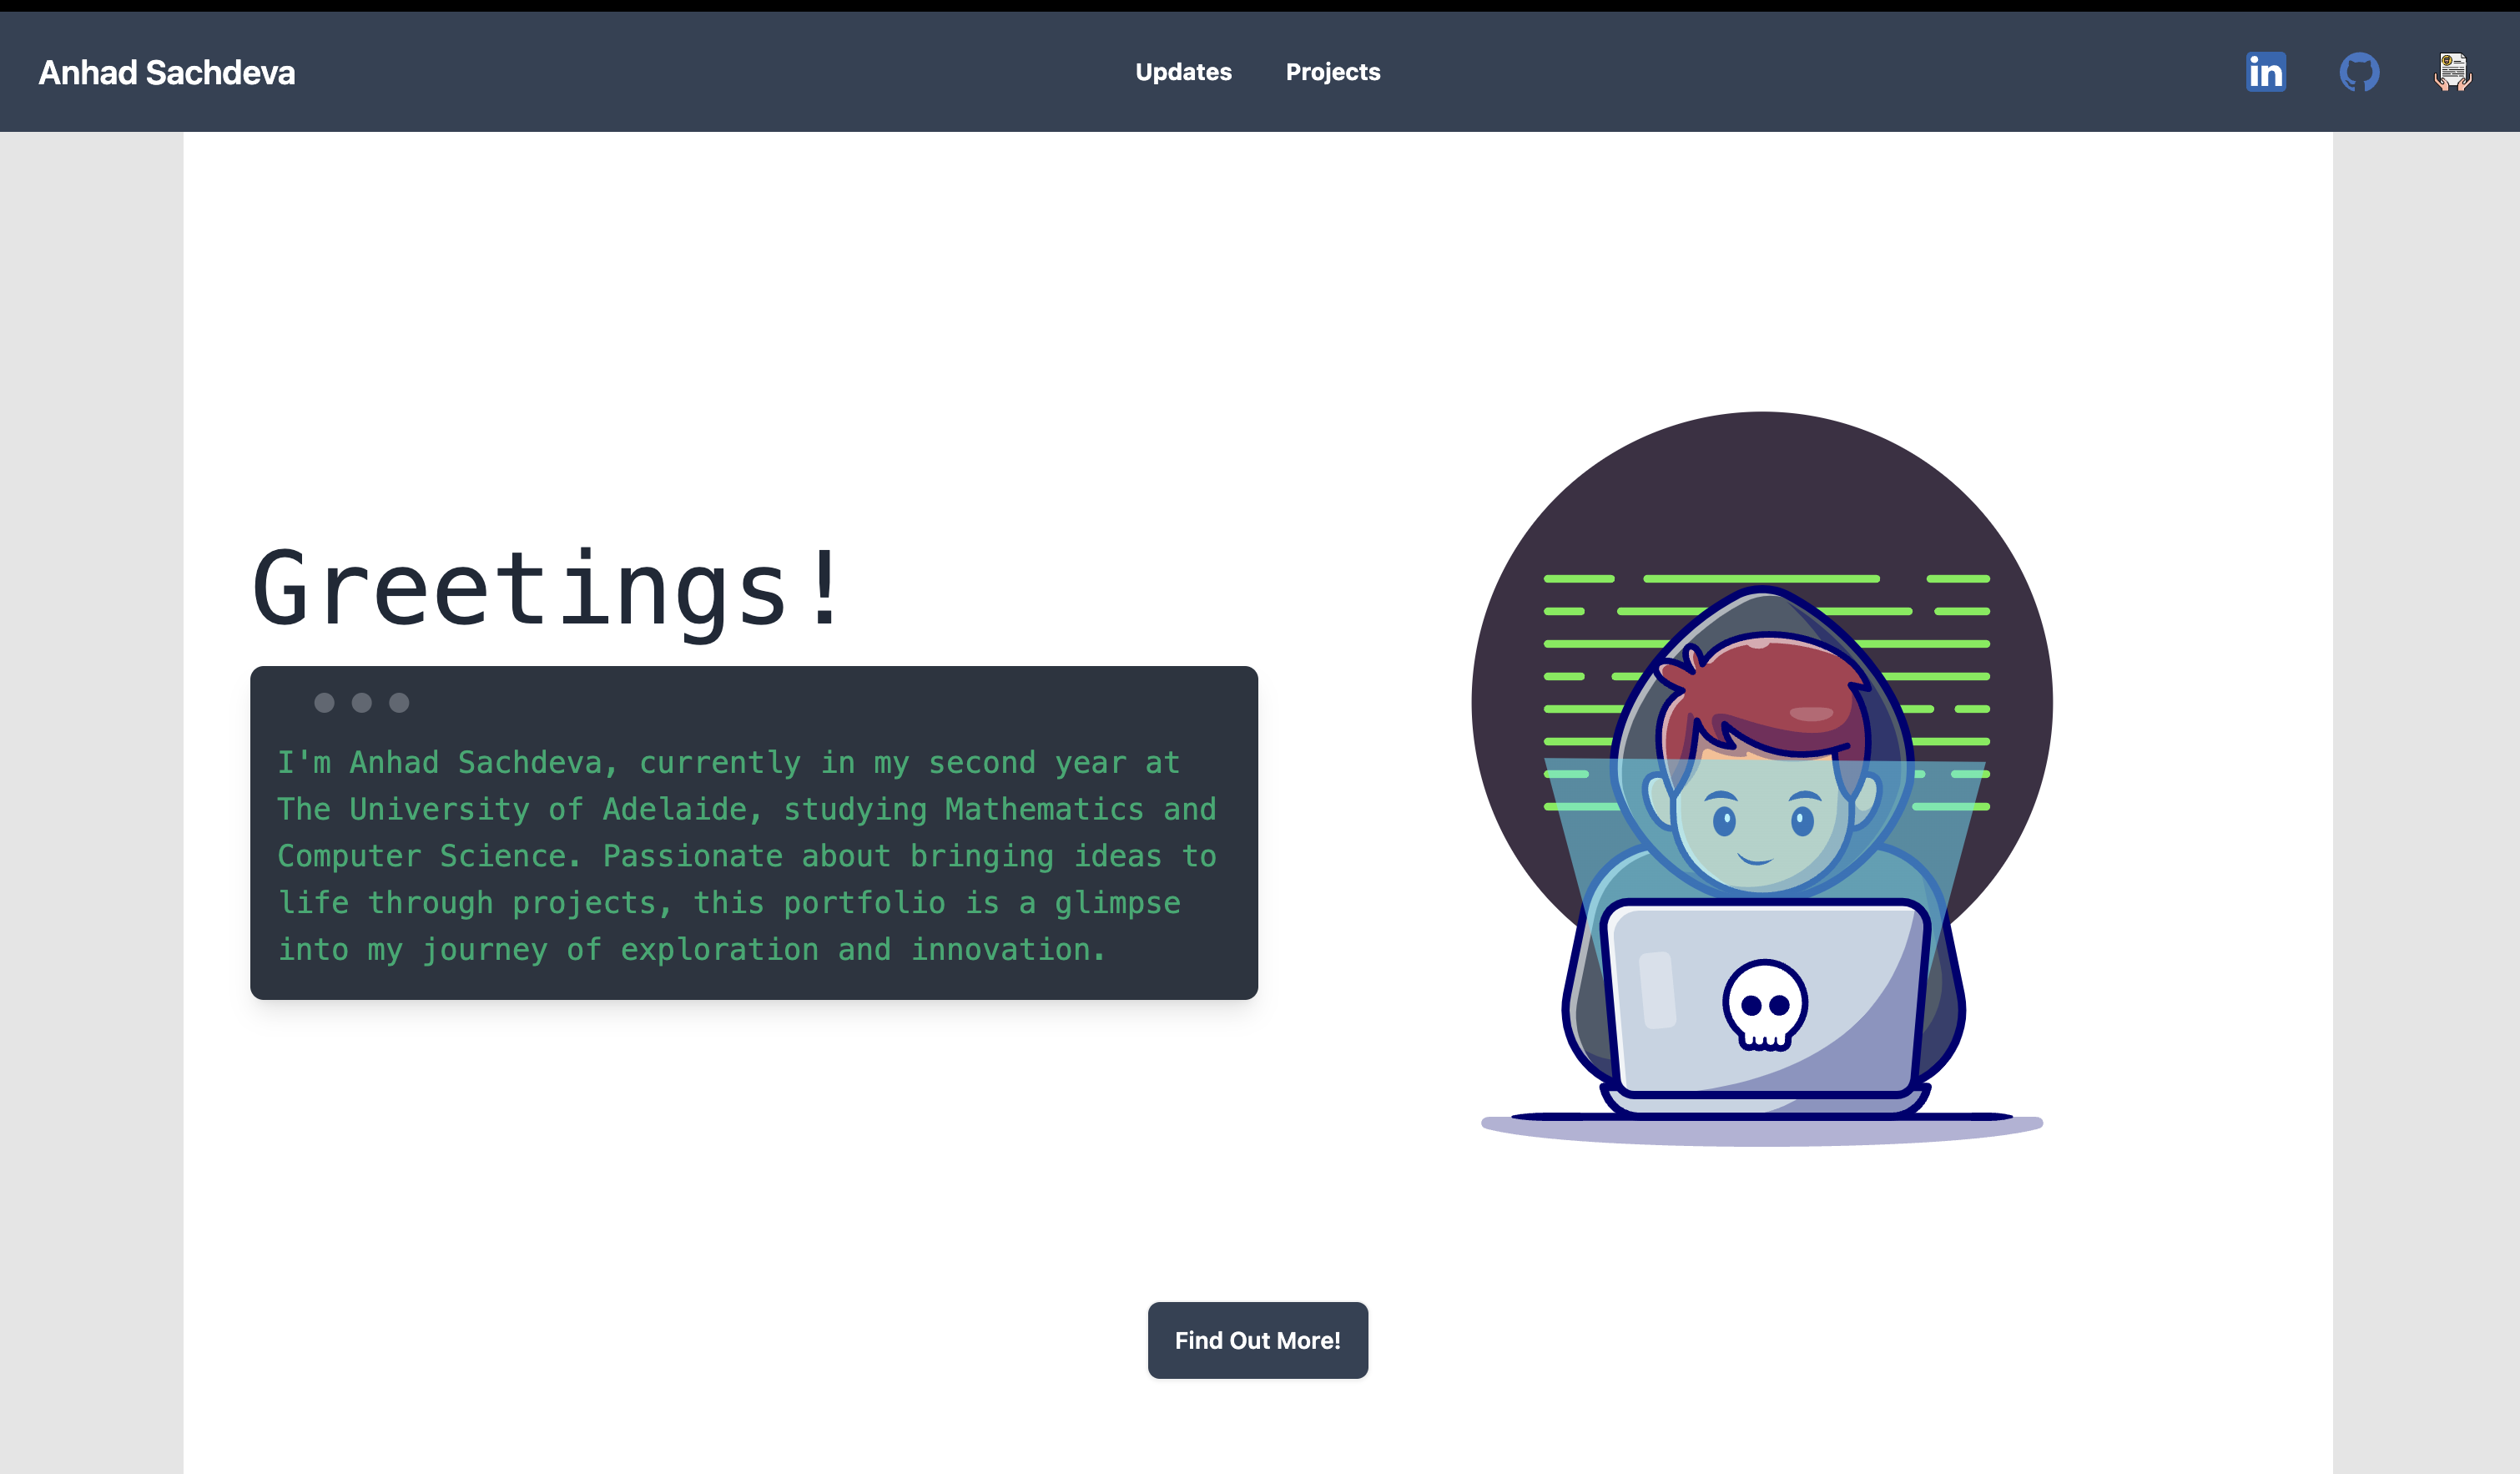 Anhad Sachdeva
Updates
Projects
in
Greetings!
I'm Anhad Sachdeva, currently in my second year at
The University of Adelaide, studying Mathematics and
Computer Science. Passionate about bringing ideas to
life through projects, this portfolio is a glimpse
into my journey of exploration and innovation.
Find Out More!